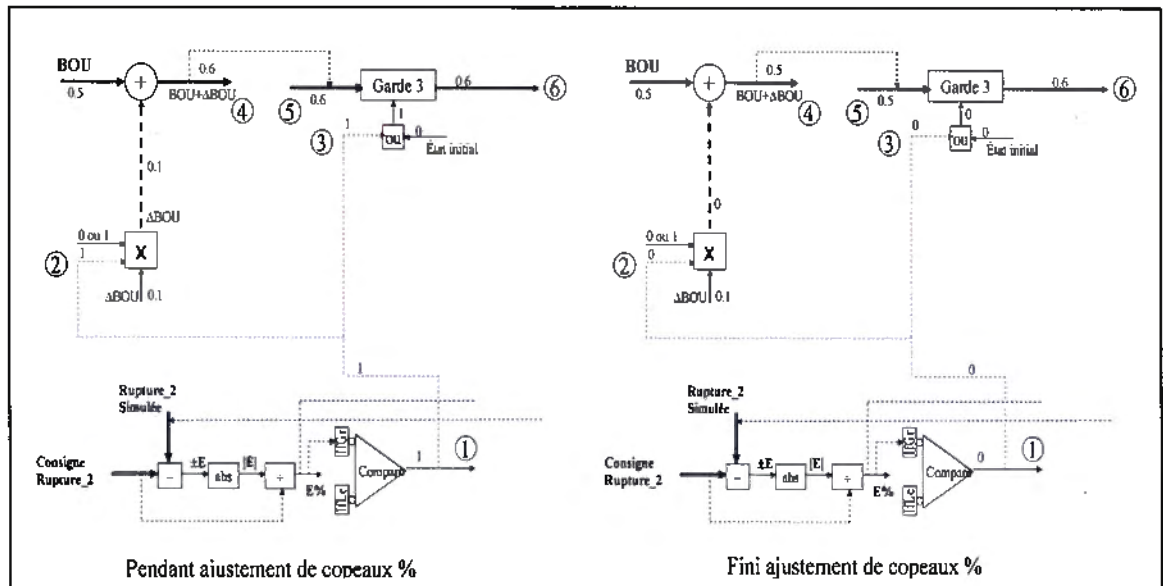 BOU
0.5
+
0.6
BOU+ΔBOU
④
⑤
0.6
Garde 3
0.6
⑥
1
③
1
ou
0
État initial
0.1
ΔBOU
②
0 ou 1
1
X
ΔBOU
0.1
1
Rupture_2
Simulée
Consigne
Rupture_2
-
±E
abs
|E|
÷
E%
Compare
1
①
Pendant ajustement de copeaux %
BOU
0.5
+
0.5
BOU+ΔBOU
④
⑤
0.5
Garde 3
0.6
⑥
0
③
0
ou
0
État initial
0
②
0 ou 1
0
X
ΔBOU
0.1
0
Rupture_2
Simulée
Consigne
Rupture_2
-
±E
abs
|E|
÷
E%
Compare
0
①
Fini ajustement de copeaux %